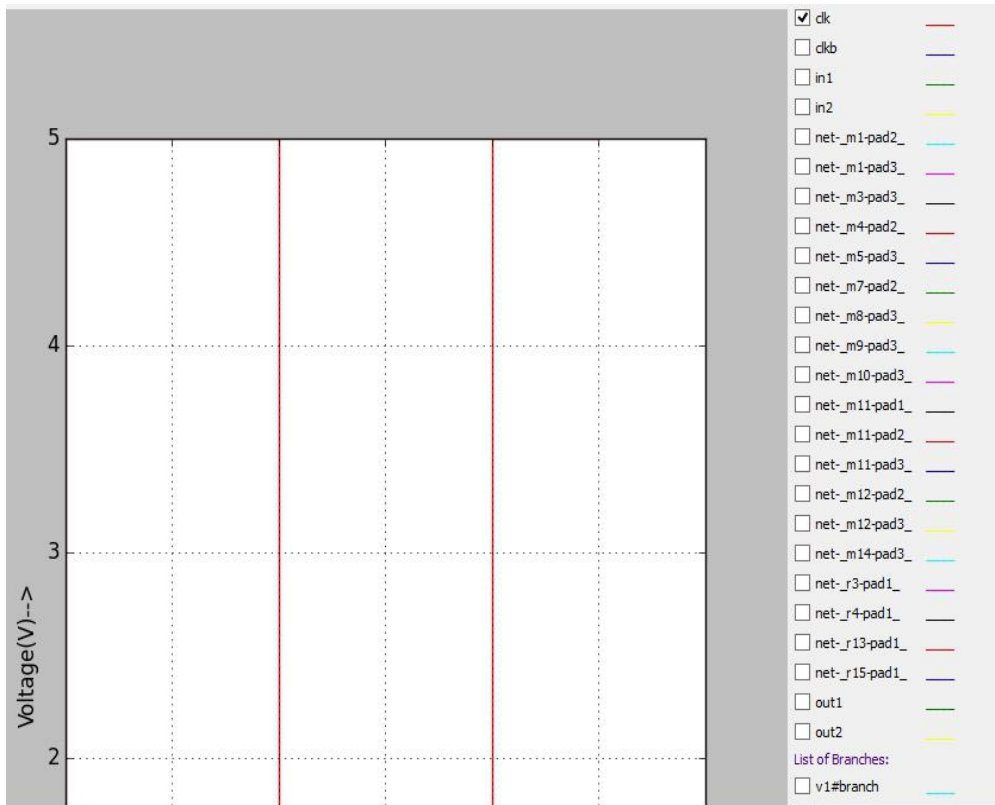 5
4
3
2
Voltage(V)-->
clk
clkb
in1
in2
net-_m1-pad2_
net-_m1-pad3_
net-_m3-pad3_
net-_m4-pad2_
net-_m5-pad3_
net-_m7-pad2_
net-_m8-pad3_
net-_m9-pad3_
net-_m10-pad3_
net-_m11-pad1_
net-_m11-pad2_
net-_m11-pad3_
net-_m12-pad2_
net-_m12-pad3_
net-_m14-pad3_
net-_r3-pad1_
net-_r4-pad1_
net-_r13-pad1_
net-_r15-pad1_
out1
out2
List of Branches:
v1#branch